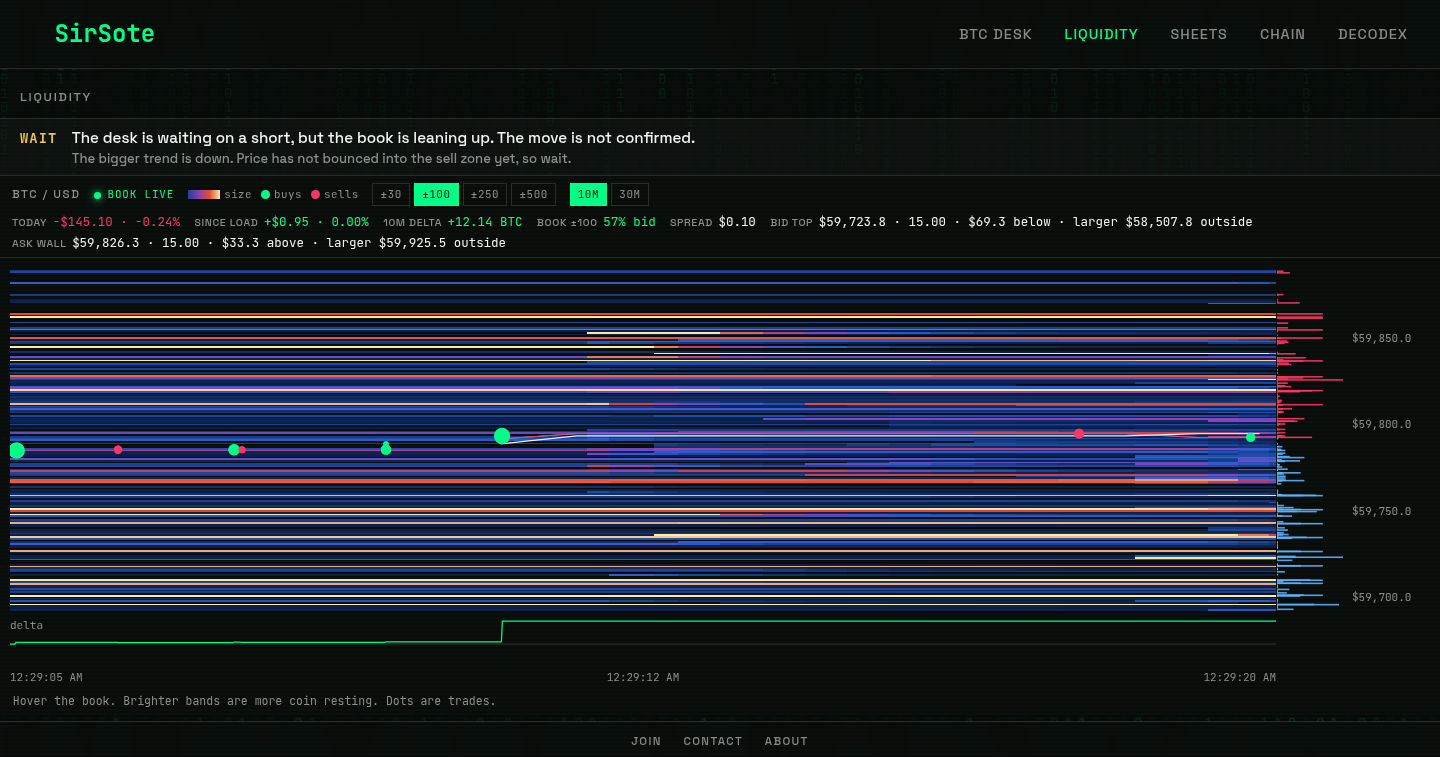 SirSote
BTC DESK LIQUIDITY SHEETS CHAIN DECODEX
LIQUIDITY
WAIT The desk is waiting on a short, but the book is leaning up. The move is not confirmed.
The bigger trend is down. Price has not bounced into the sell zone yet, so wait.
BTC / USD BOOK LIVE size buys sells ±30 ±100 ±250 ±500 10M 30M
TODAY -$145.10 · -0.24% SINCE LOAD +$0.95 · 0.00% 10M DELTA +12.14 BTC BOOK ±100 57% bid SPREAD $0.10 BID TOP $59,723.8 · 15.00 · $69.3 below · larger $58,507.8 outside
ASK WALL $59,826.3 · 15.00 · $33.3 above · larger $59,925.5 outside
$59,850.0
$59,800.0
$59,750.0
$59,700.0
delta
12:29:05 AM 12:29:12 AM 12:29:20 AM
Hover the book. Brighter bands are more coin resting. Dots are trades.
JOIN CONTACT ABOUT